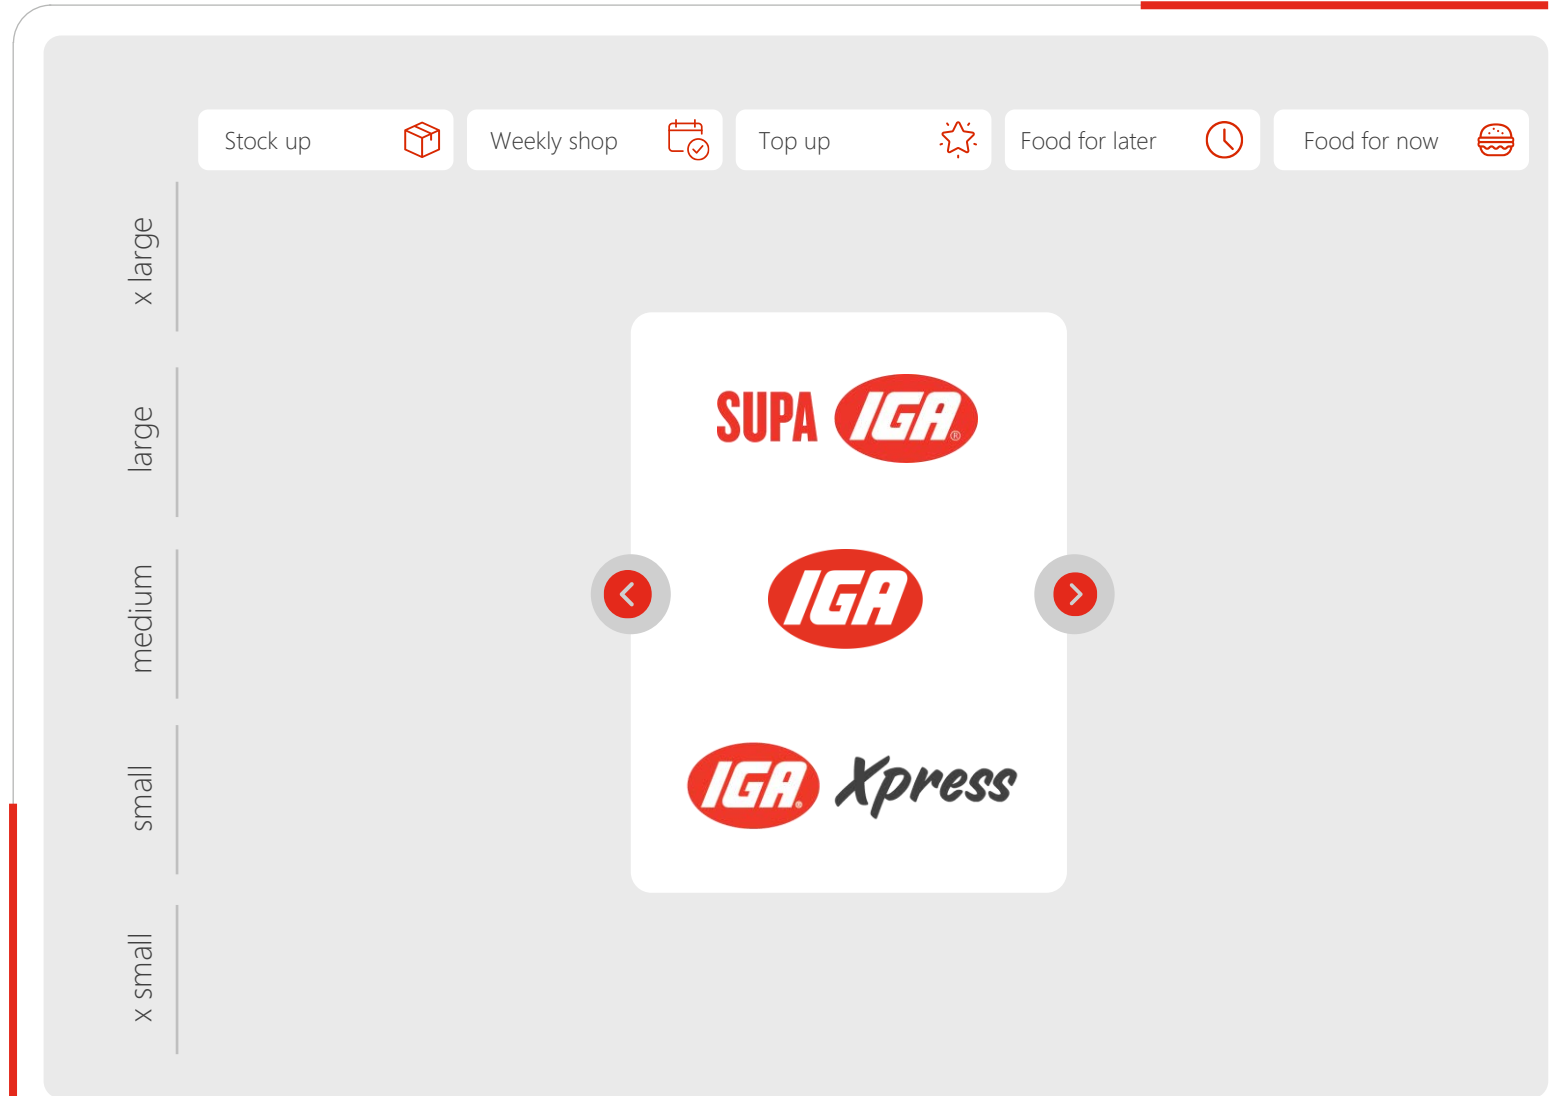 Stock up
Weekly shop
Top up
Food for later
Food for now
x large
large
SUPA IGA®
medium
IGA
small
IGA® Xpress
x small